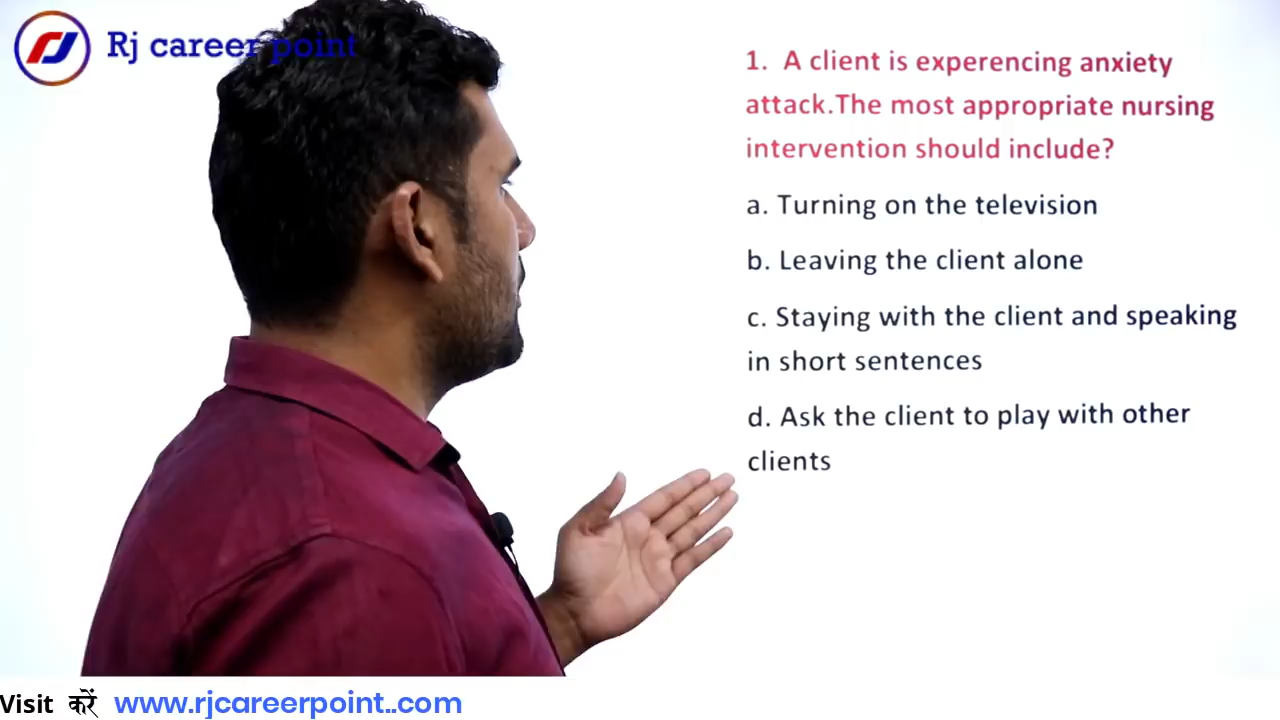 Rj career point
1. A client is experencing anxiety
attack.The most appropriate nursing
intervention should include?
a. Turning on the television
b. Leaving the client alone
c. Staying with the client and speaking
in short sentences
d. Ask the client to play with other
clients
Visit करें www.rjcareerpoint..com